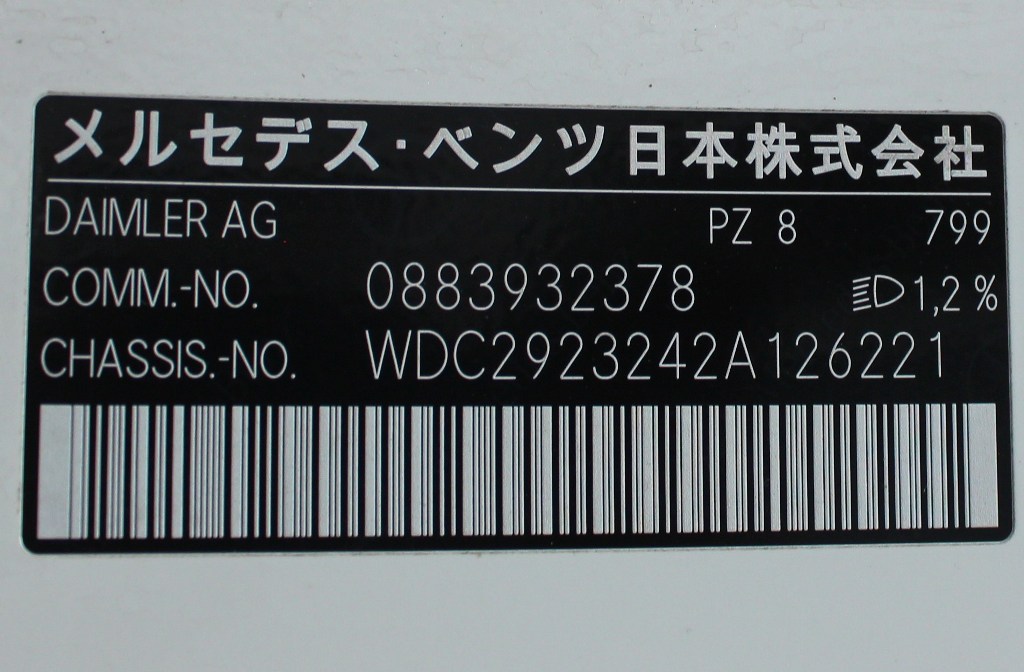 メルセデス・ベンツ日本株式会社
DAIMLER AG PZ 8 799
COMM.-NO. 0883932378 1,2 %
CHASSIS.-NO. WDC2923242A126221